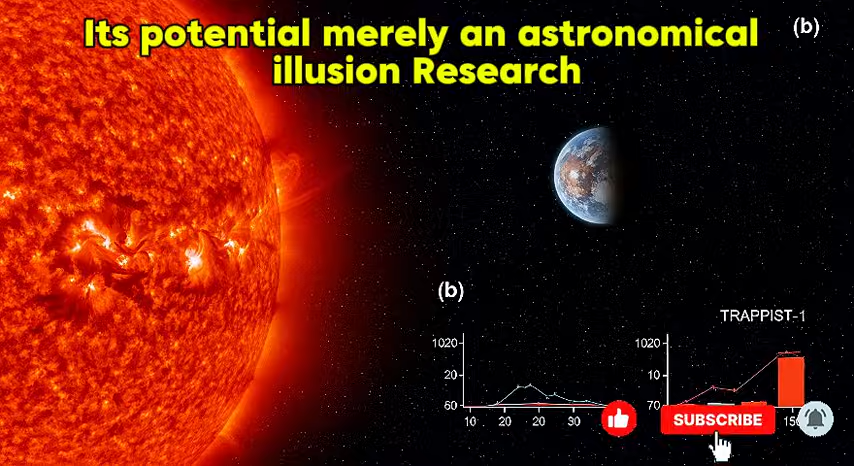 Its potential merely an astronomical
illusion Research
(b)
(b)
TRAPPIST-1
1020
20
60
10 20 20 30
1020
10
70
SUBSCRIBE